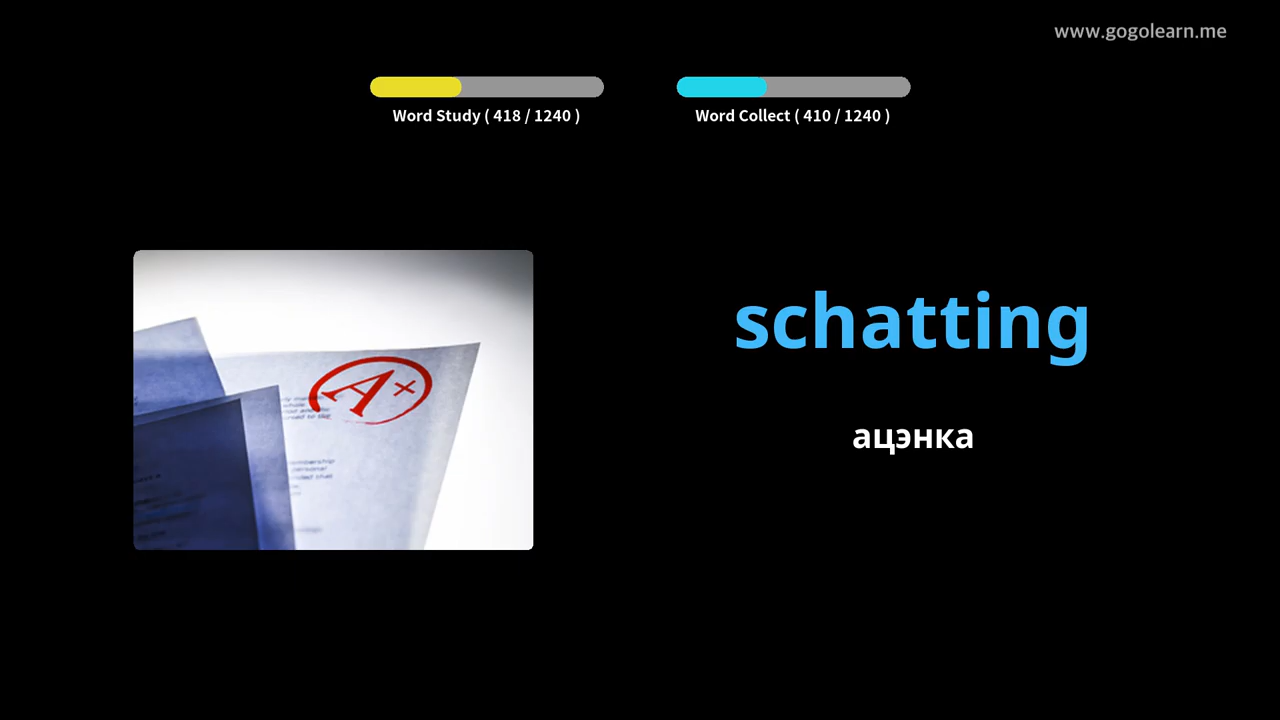 www.gogolearn.me
Word Study ( 418 / 1240 )
Word Collect ( 410 / 1240 )
A+
schatting
ацэнка